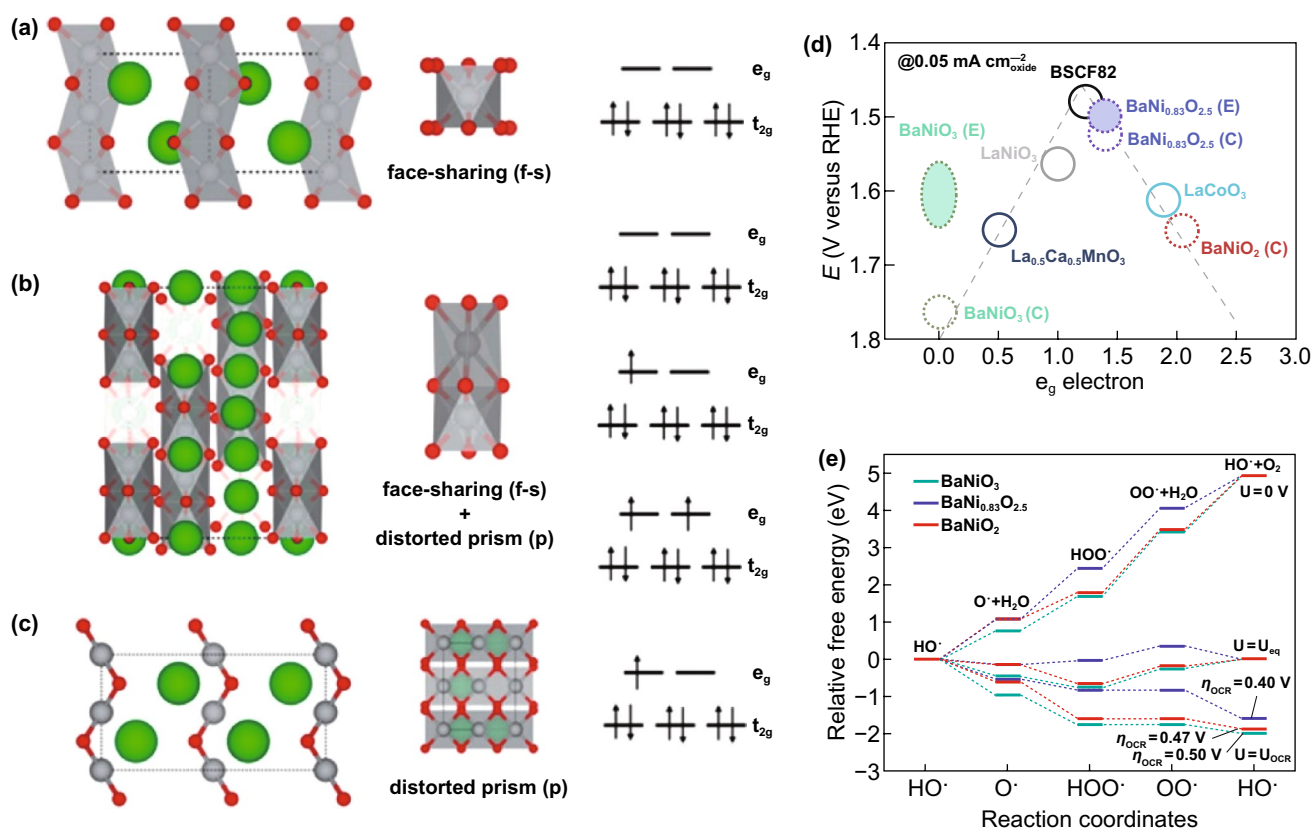 (a)
face-sharing (f-s)
e_g
t_2g
(b)
face-sharing (f-s)
+
distorted prism (p)
e_g
t_2g
e_g
t_2g
e_g
t_2g
(c)
distorted prism (p)
e_g
t_2g
(d)
E (V versus RHE)
1.4
1.5
1.6
1.7
1.8
@0.05 mA cm^−2_oxide
BSCF82
BaNi_0.83O_2.5 (E)
BaNi_0.83O_2.5 (C)
BaNiO_3 (E)
LaNiO_3
LaCoO_3
La_0.5Ca_0.5MnO_3
BaNiO_2 (C)
BaNiO_3 (C)
0.0 0.5 1.0 1.5 2.0 2.5 3.0
e_g electron
(e)
Relative free energy (eV)
5
4
3
2
1
0
−1
−2
−3
BaNiO_3
BaNi_0.83O_2.5
BaNiO_2
HO·
O·+H_2O
HOO·
OO·+H_2O
HO·+O_2
U=0 V
U=U_eq
η_OCR=0.40 V
η_OCR=0.47 V
η_OCR=0.50 V
U=U_OCR
HO· O· HOO· OO· HO·
Reaction coordinates